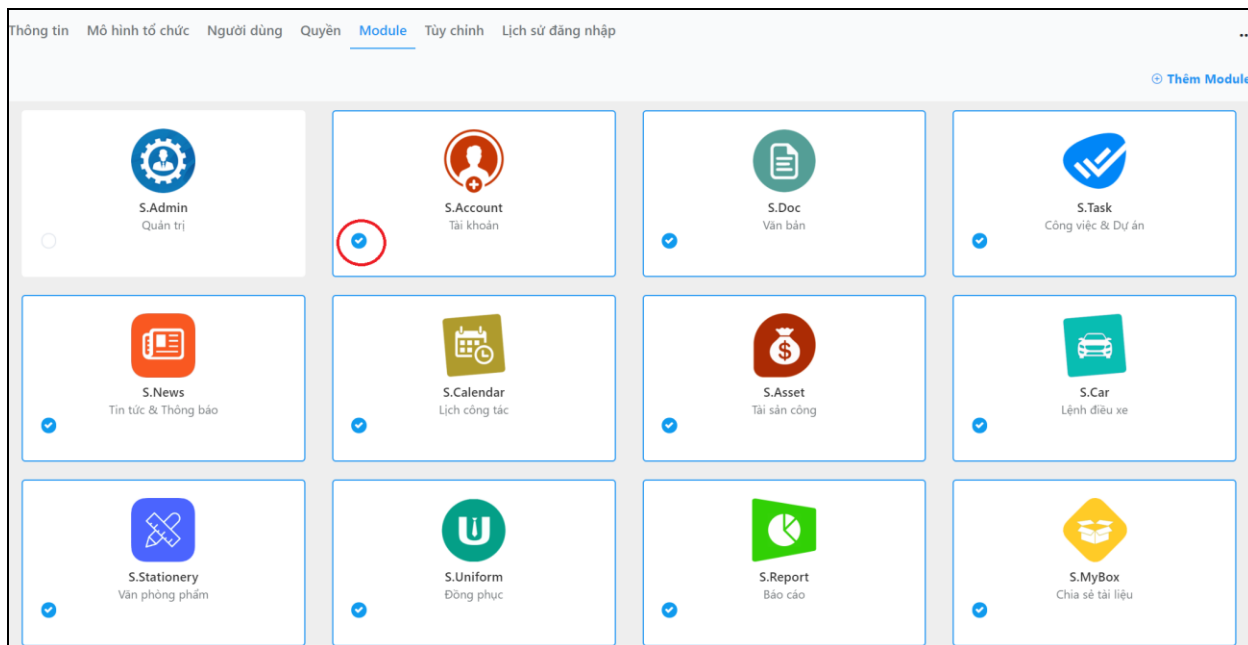 Thông tin Mô hình tổ chức Người dùng Quyền Module Tùy chỉnh Lịch sử đăng nhập
Thêm Module
S.Admin S.Account S.Doc S.Task
Quản trị Tài khoản Văn bản Công việc & Dự án
S.News S.Calendar S.Asset S.Car
Tin tức & Thông báo Lịch công tác Tài sản công Lệnh điều xe
S.Stationery S.Uniform S.Report S.MyBox
Văn phòng phẩm Đồng phục Báo cáo Chia sẻ tài liệu